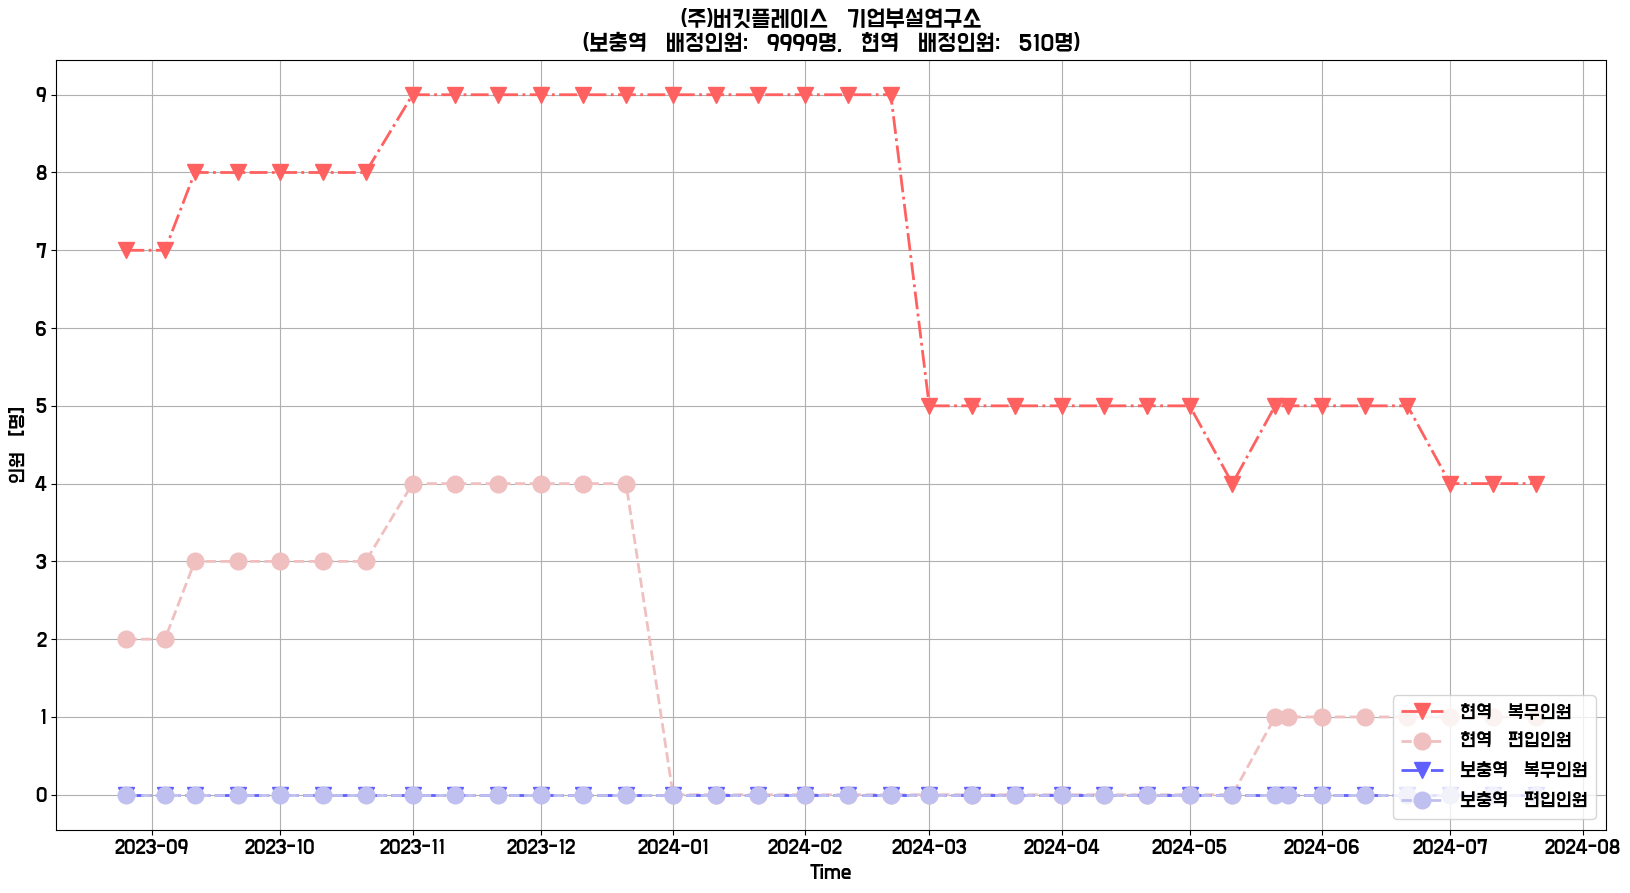 (주)버킷플레이스 기업부설연구소
(보충역 배정인원: 9999명, 현역 배정인원: 510명)
9
8
7
6
5
4
3
2
1
0
인원 [명]
현역 복무인원
현역 편입인원
보충역 복무인원
보충역 편입인원
2023-09 2023-10 2023-11 2023-12 2024-01 2024-02 2024-03 2024-04 2024-05 2024-06 2024-07 2024-08
Time